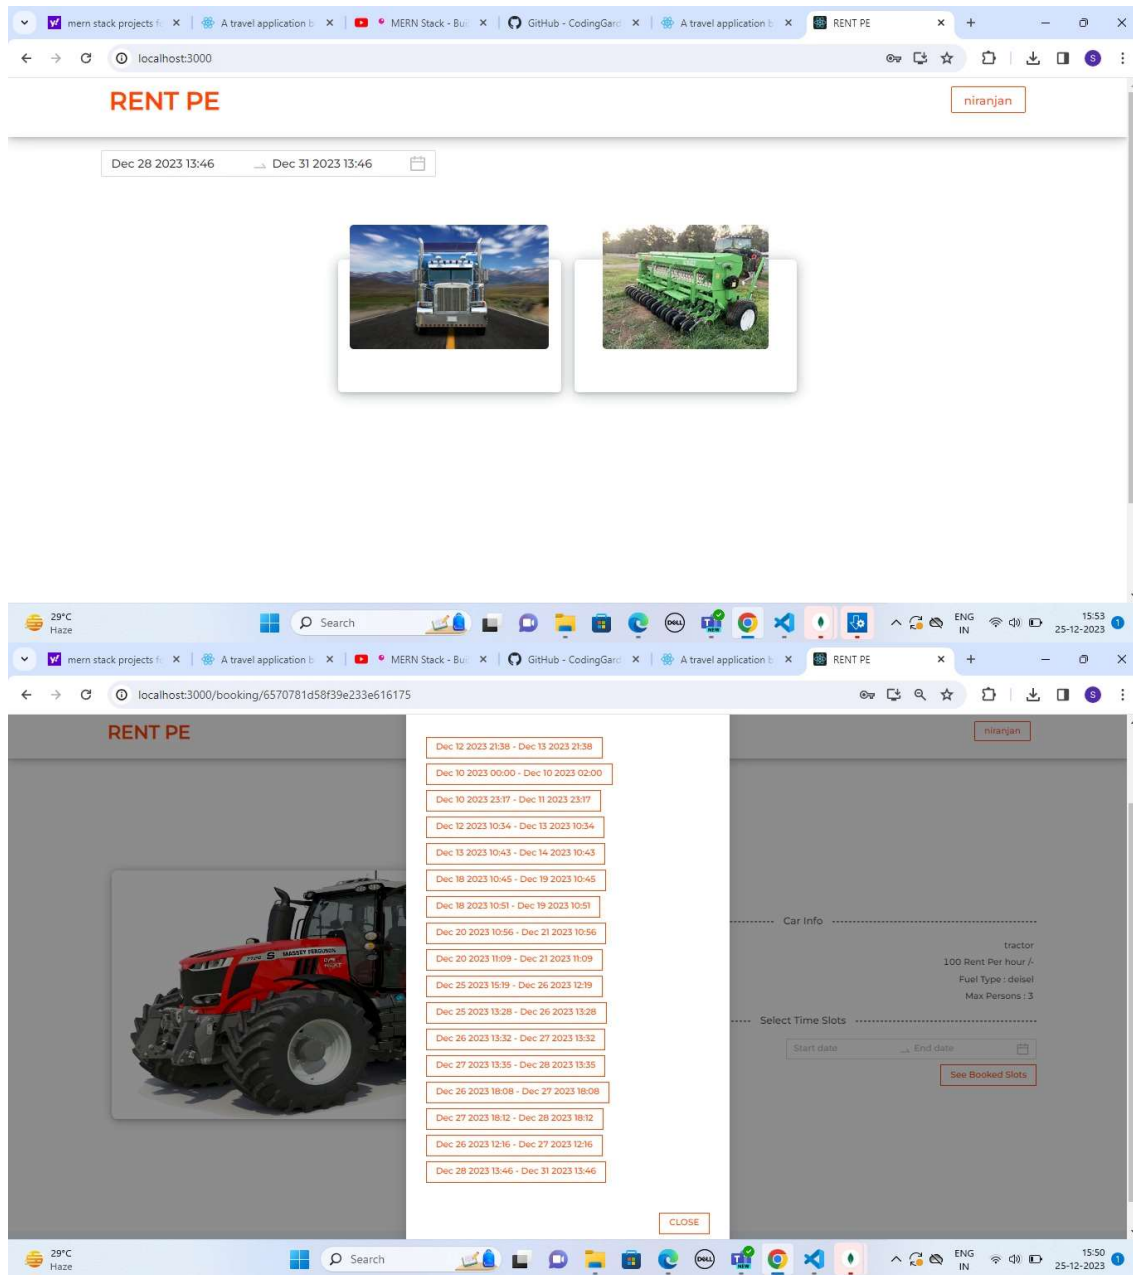 mern stack projects f
A travel application b
MERN Stack - Bui
GitHub - CodingGard
A travel application b
RENT PE
localhost:3000
S
RENT PE
niranjan
Dec 28 2023 13:46
Dec 31 2023 13:46
29°C
Haze
Search
ENG
IN
15:53
25-12-2023
mern stack projects f
A travel application b
MERN Stack - Bui
GitHub - CodingGard
A travel application b
RENT PE
localhost:3000/booking/6570781d58f39e233e616175
S
RENT PE
niranjan
Dec 12 2023 21:38 - Dec 13 2023 21:38
Dec 10 2023 00:00 - Dec 10 2023 02:00
Dec 10 2023 23:17 - Dec 11 2023 23:17
Dec 12 2023 10:34 - Dec 13 2023 10:34
Dec 13 2023 10:43 - Dec 14 2023 10:43
Dec 18 2023 10:45 - Dec 19 2023 10:45
Dec 18 2023 10:51 - Dec 19 2023 10:51
Dec 20 2023 10:56 - Dec 21 2023 10:56
Dec 20 2023 11:09 - Dec 21 2023 11:09
Dec 25 2023 15:19 - Dec 26 2023 12:19
Dec 25 2023 13:28 - Dec 26 2023 13:28
Dec 26 2023 13:32 - Dec 27 2023 13:32
Dec 27 2023 13:35 - Dec 28 2023 13:35
Dec 26 2023 18:08 - Dec 27 2023 18:08
Dec 27 2023 18:12 - Dec 28 2023 18:12
Dec 26 2023 12:16 - Dec 27 2023 12:16
Dec 28 2023 13:46 - Dec 31 2023 13:46
CLOSE
MASSEY FERGUSON
S
Car Info
tractor
100 Rent Per hour /-
Fuel Type : deisel
Max Persons : 3
Select Time Slots
Start date
End date
See Booked Slots
29°C
Haze
Search
ENG
IN
15:50
25-12-2023